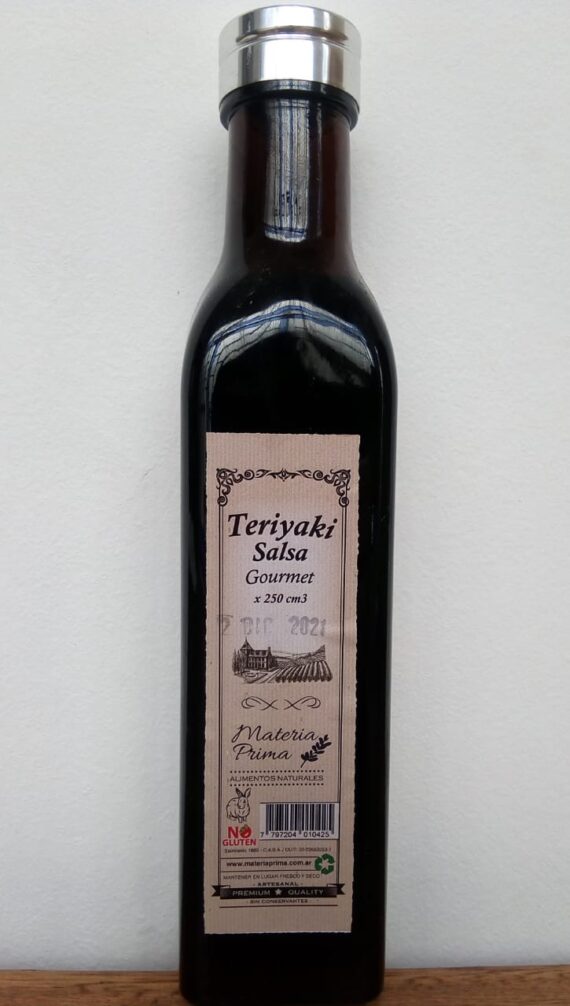 Teriyaki
Salsa
Gourmet
x 250 cm3
2 DIC 2021
Materia
Prima
ALIMENTOS NATURALES
NO
GLUTEN
7 797204 010425
www.materiaprima.com.ar
MANTENER EN LUGAR FRESCO Y SECO
- ARTESANAL -
PREMIUM ★ QUALITY
- SIN CONSERVANTES -